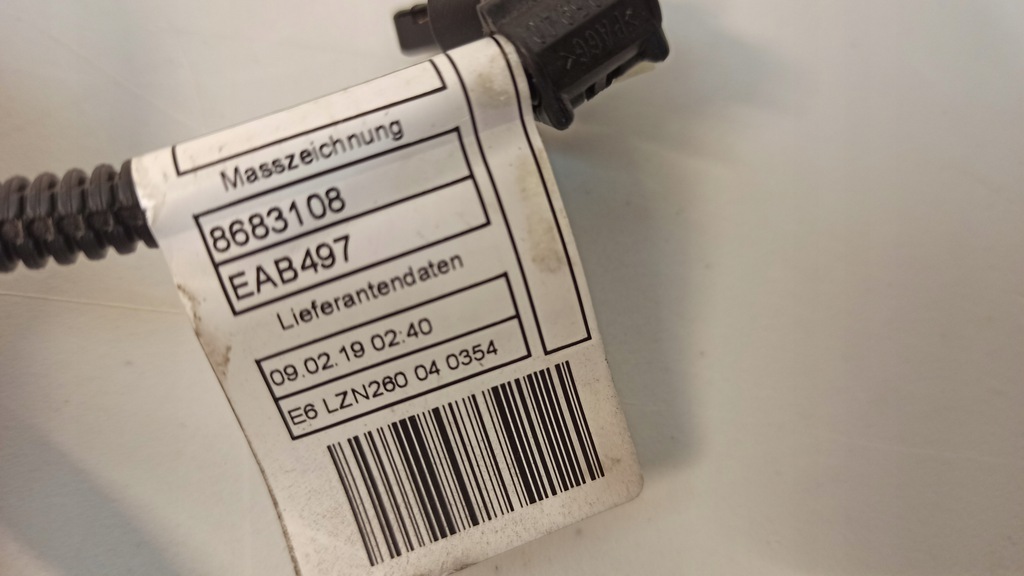 Masszeichnung
8683108
EAB497
Lieferantendaten
09.02.19 02:40
E6 LZN260 04 0354